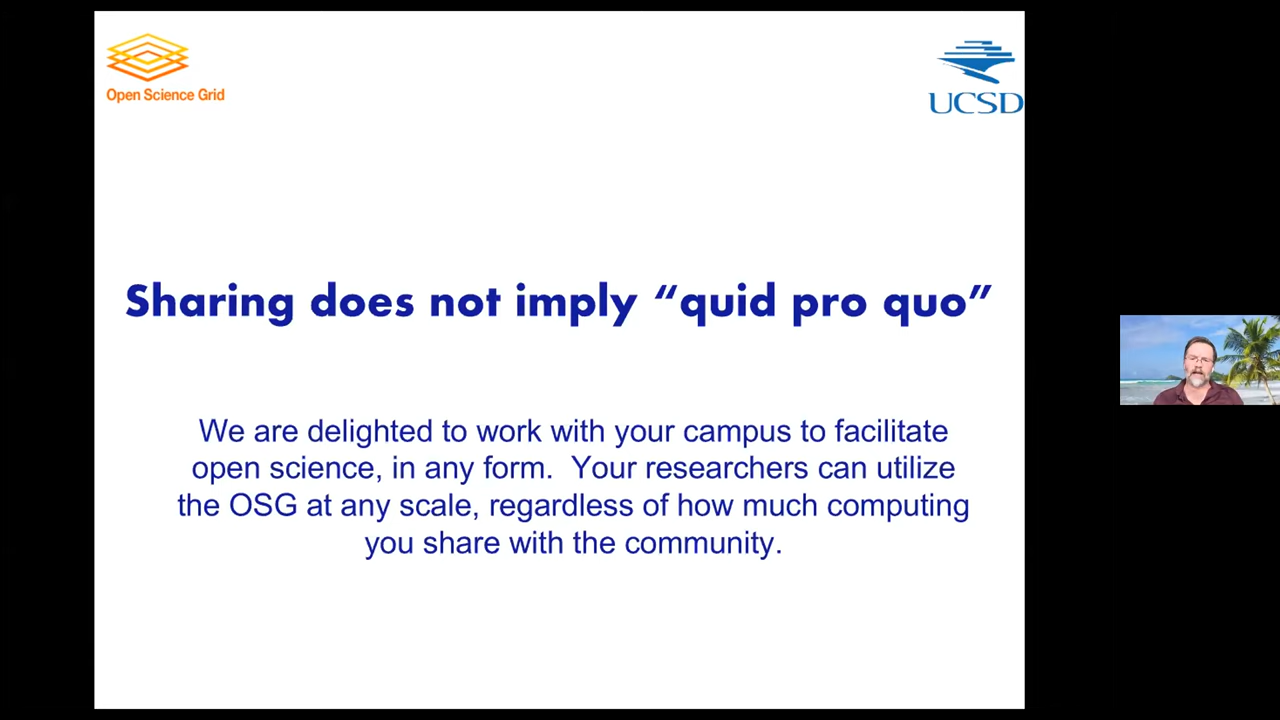 Open Science Grid
UCSD
Sharing does not imply “quid pro quo”
We are delighted to work with your campus to facilitate
open science, in any form.  Your researchers can utilize
the OSG at any scale, regardless of how much computing
you share with the community.